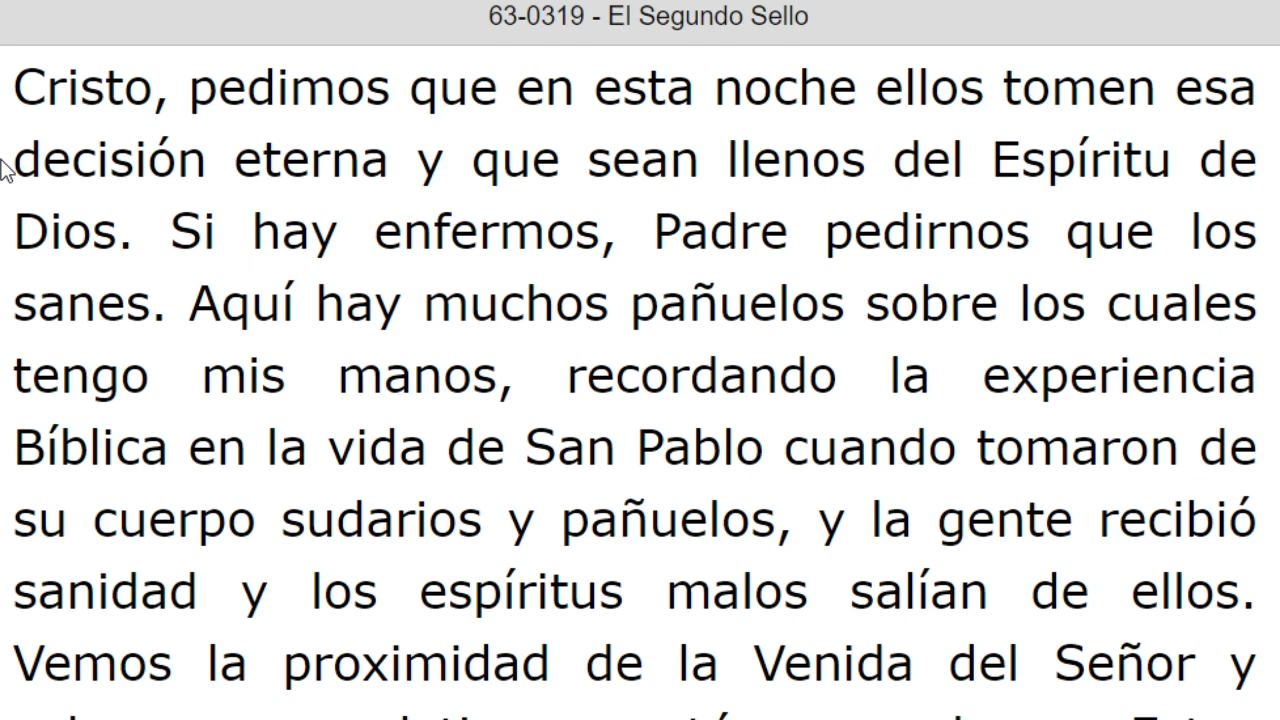 63-0319 - El Segundo Sello
Cristo, pedimos que en esta noche ellos tomen esa
decisión eterna y que sean llenos del Espíritu de
Dios. Si hay enfermos, Padre pedirnos que los
sanes. Aquí hay muchos pañuelos sobre los cuales
tengo mis manos, recordando la experiencia
Bíblica en la vida de San Pablo cuando tomaron de
su cuerpo sudarios y pañuelos, y la gente recibió
sanidad y los espíritus malos salían de ellos.
Vemos la proximidad de la Venida del Señor y